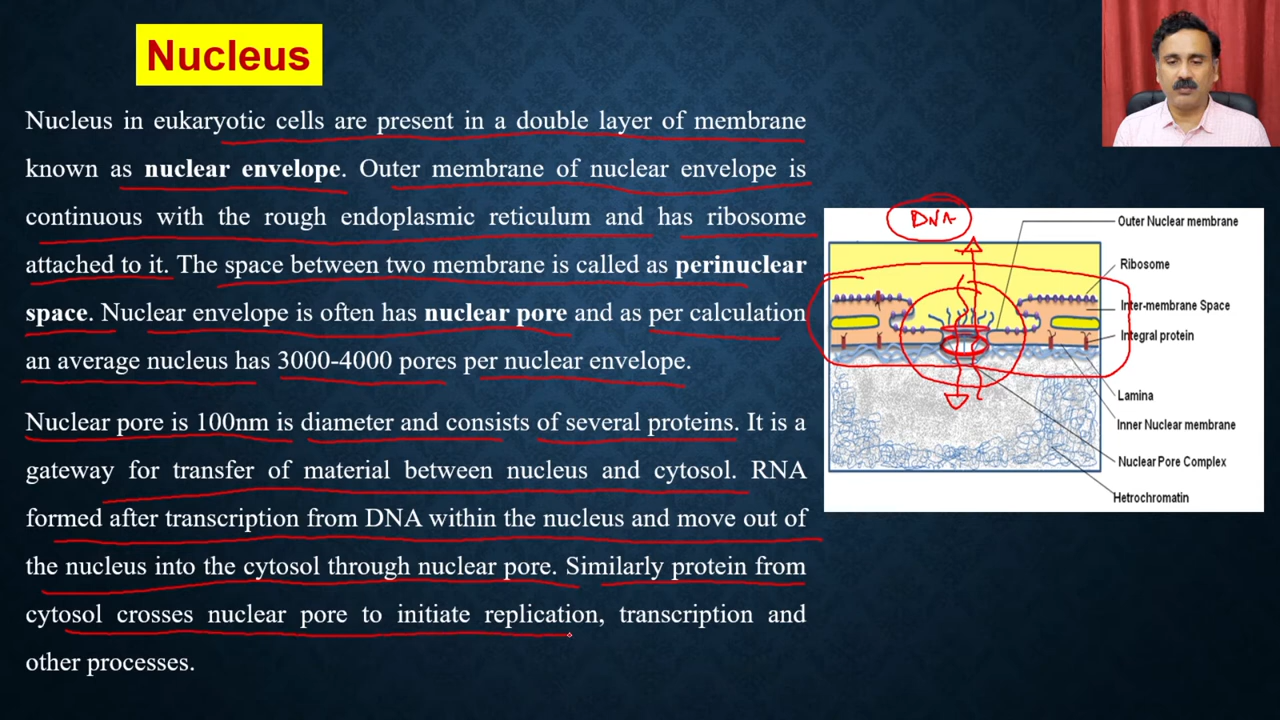 Nucleus
Nucleus in eukaryotic cells are present in a double layer of membrane
known as nuclear envelope. Outer membrane of nuclear envelope is
continuous with the rough endoplasmic reticulum and has ribosome
attached to it. The space between two membrane is called as perinuclear
space. Nuclear envelope is often has nuclear pore and as per calculation
an average nucleus has 3000-4000 pores per nuclear envelope.
Nuclear pore is 100nm is diameter and consists of several proteins. It is a
gateway for transfer of material between nucleus and cytosol. RNA
formed after transcription from DNA within the nucleus and move out of
the nucleus into the cytosol through nuclear pore. Similarly protein from
cytosol crosses nuclear pore to initiate replication, transcription and
other processes.
DNA
Outer Nuclear membrane
Ribosome
Inter-membrane Space
Integral protein
Lamina
Inner Nuclear membrane
Nuclear Pore Complex
Hetrochromatin